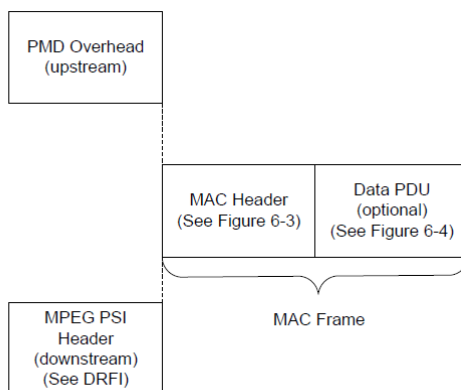 PMD Overhead
(upstream)
MAC Header
(See Figure 6-3)
Data PDU
(optional)
(See Figure 6-4)
MAC Frame
MPEG PSI
Header
(downstream)
(See DRFI)